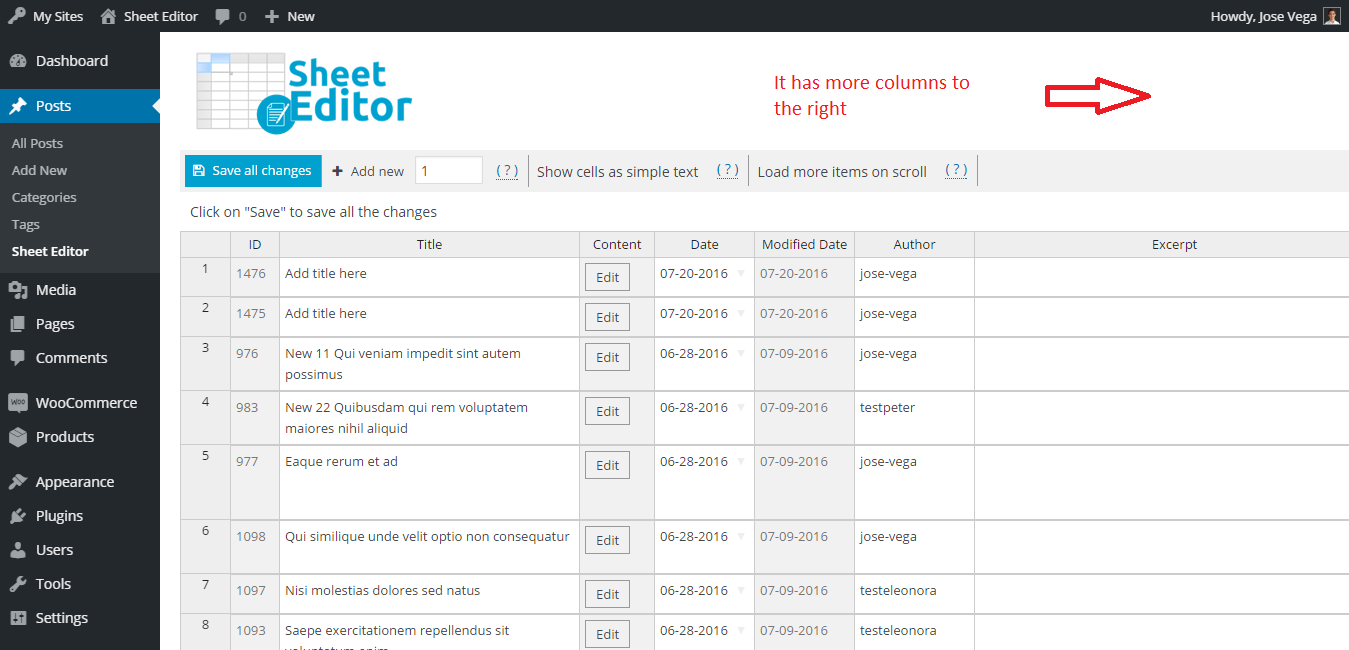 My Sites Sheet Editor 0 New Howdy, Jose Vega
Dashboard
Posts
All Posts
Add New
Categories
Tags
Sheet Editor
Media
Pages
Comments
WOO WooCommerce
Products
Appearance
Plugins
Users
Tools
Settings
Sheet
Editor
It has more columns to
the right
Save all changes Add new 1 (?) Show cells as simple text (?) Load more items on scroll (?)
Click on "Save" to save all the changes
ID Title Content Date Modified Date Author Excerpt
1 1476 Add title here Edit 07-20-2016 07-20-2016 jose-vega
2 1475 Add title here Edit 07-20-2016 07-20-2016 jose-vega
3 976 New 11 Qui veniam impedit sint autem Edit 06-28-2016 07-09-2016 jose-vega
possimus
4 983 New 22 Quibusdam qui rem voluptatem Edit 06-28-2016 07-09-2016 testpeter
maiores nihil aliquid
5 977 Eaque rerum et ad Edit 06-28-2016 07-09-2016 jose-vega
6 1098 Qui similique unde velit optio non consequatur Edit 06-28-2016 07-09-2016 jose-vega
7 1097 Nisi molestias dolores sed natus Edit 06-28-2016 07-09-2016 testeleonora
8 1093 Saepe exercitationem repellendus sit Edit 06-28-2016 07-09-2016 testeleonora